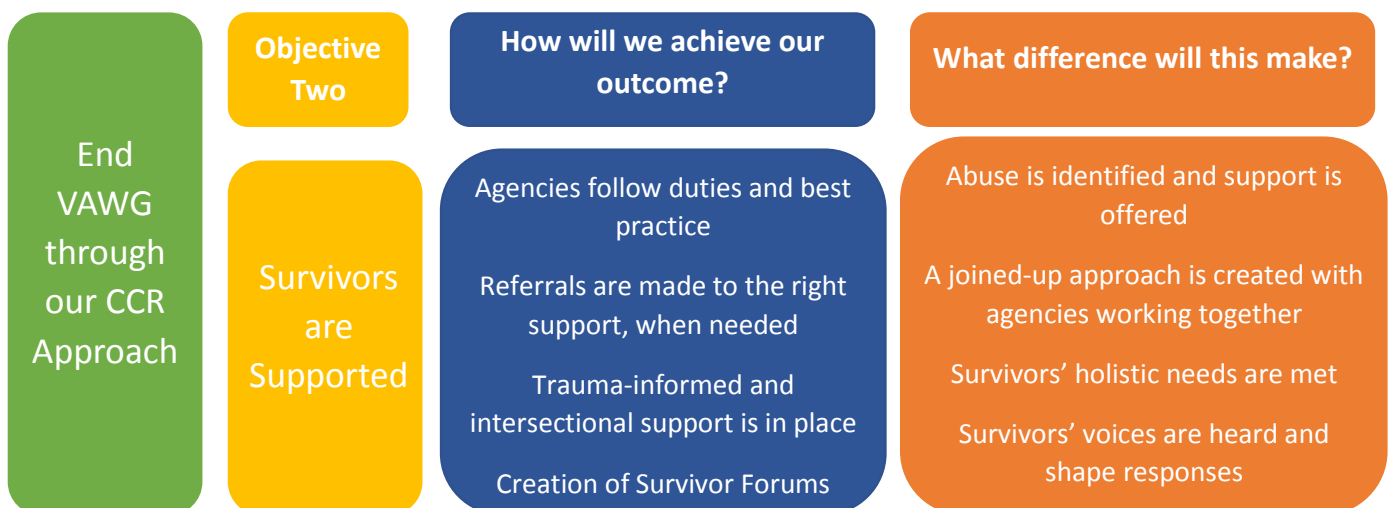 End
VAWG
through
our CCR
Approach
Objective
Two
Survivors
are
Supported
How will we achieve our
outcome?
Agencies follow duties and best
practice
Referrals are made to the right
support, when needed
Trauma-informed and
intersectional support is in place
Creation of Survivor Forums
What difference will this make?
Abuse is identified and support is
offered
A joined-up approach is created with
agencies working together
Survivors’ holistic needs are met
Survivors’ voices are heard and
shape responses